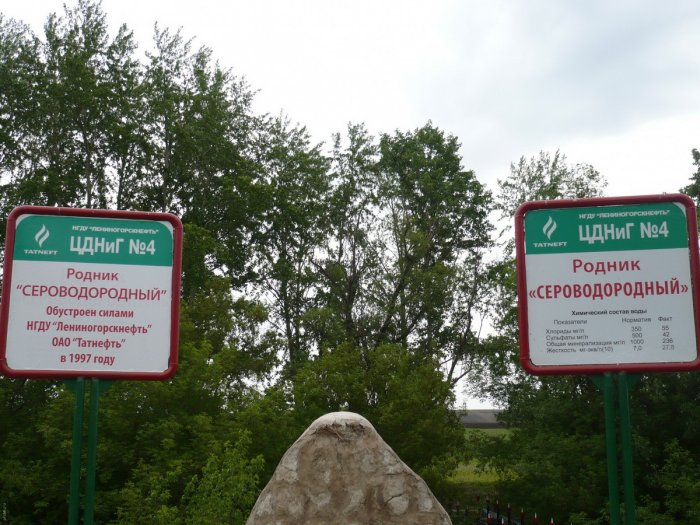 НГДУ "ЛЕНИНОГОРСКНЕФТЬ"
TATNEFT
ЦДНиГ №4
Родник
"СЕРОВОДОРОДНЫЙ"
Обустроен силами
НГДУ "Лениногорскнефть"
ОАО "Татнефть"
в 1997 году
НГДУ "ЛЕНИНОГОРСКНЕФТЬ"
TATNEFT
ЦДНиГ №4
Родник
«СЕРОВОДОРОДНЫЙ»
Химический состав воды
Показатели Норматив Факт
Хлориды мг/л 350 55
Сульфаты мг/л 500 42
Общая минерализация мг/л 1000 236
Жесткость мг-экв/л(10) 7,0 27,5